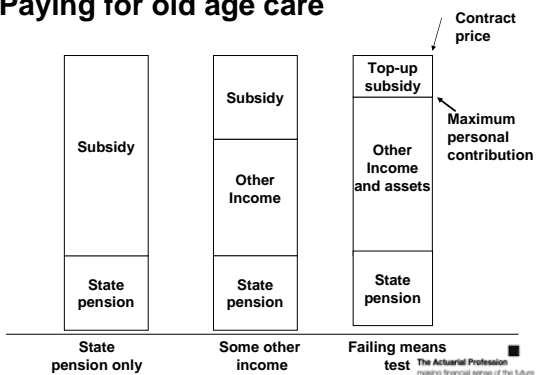 Paying for old age care
Contract
price
Top-up
subsidy
Subsidy
Maximum
personal
contribution
Subsidy
Other
Income
Other
Income
and assets
State
pension
State
pension
State
pension
State
pension only
Some other
income
Failing means
test
The Actuarial Profession
making financial sense of the future